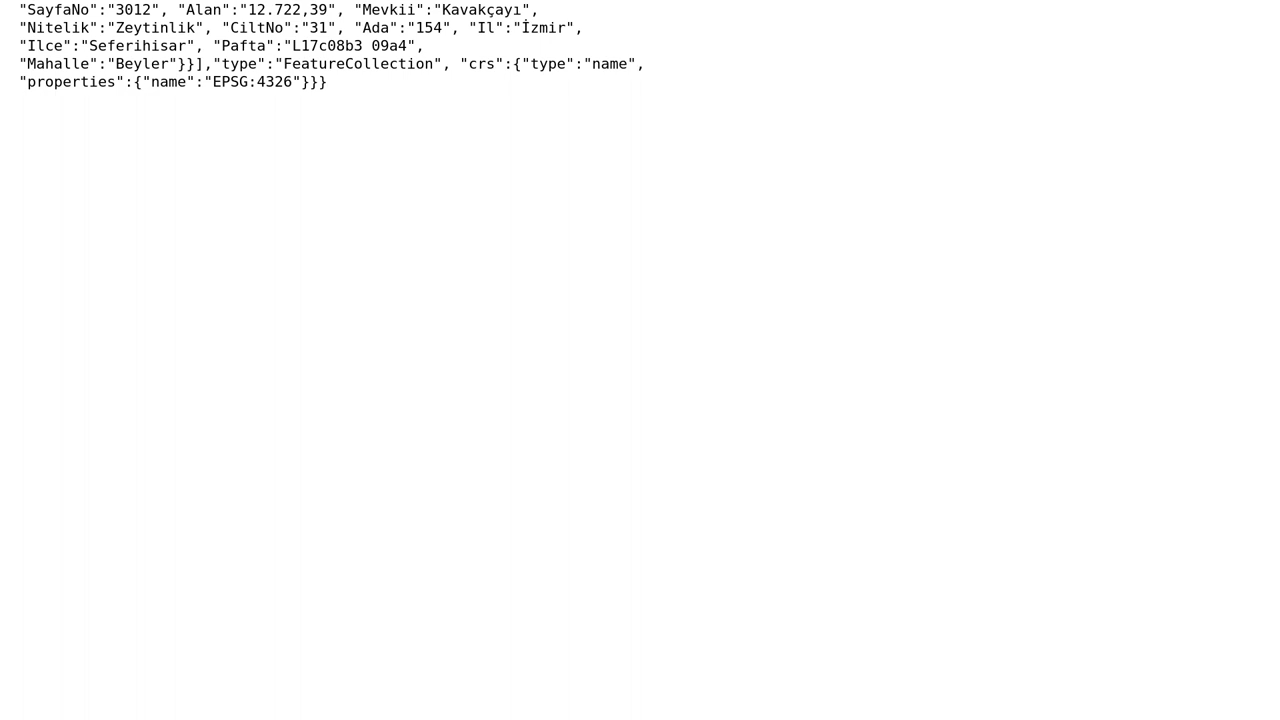 "SayfaNo":"3012", "Alan":"12.722,39", "Mevkii":"Kavakçayı",
"Nitelik":"Zeytinlik", "CiltNo":"31", "Ada":"154", "Il":"İzmir",
"Ilce":"Seferihisar", "Pafta":"L17c08b3 09a4",
"Mahalle":"Beyler"}}],"type":"FeatureCollection", "crs":{"type":"name",
"properties":{"name":"EPSG:4326"}}}